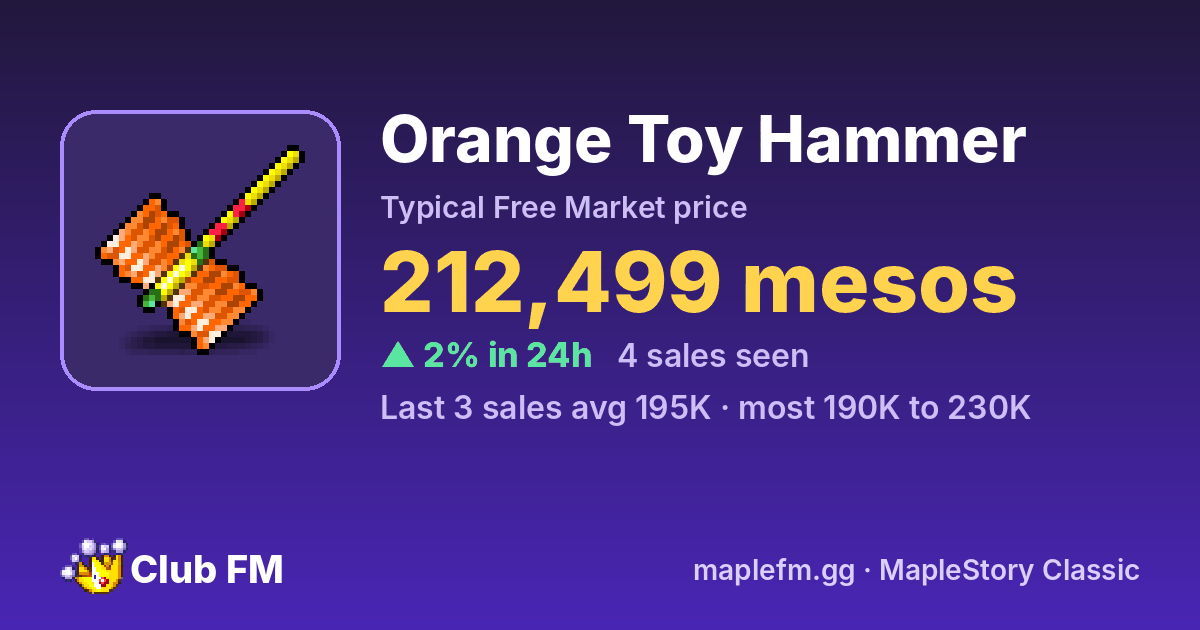 Orange Toy Hammer
Typical Free Market price
212,499 mesos
▲ 2% in 24h 4 sales seen
Last 3 sales avg 195K · most 190K to 230K
Club FM
maplefm.gg · MapleStory Classic